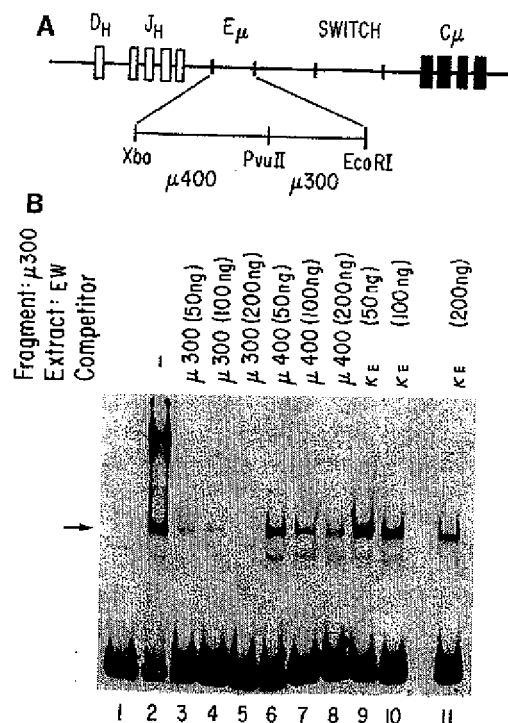 A
D_H J_H Eμ SWITCH Cμ
Xba PvuII EcoRI
μ400 μ300
B
Fragment: μ300
Extract: EW
Competitor
–
μ300 (50ng)
μ300 (100ng)
μ300 (200ng)
μ400 (50ng)
μ400 (100ng)
μ400 (200ng)
κE (50ng)
κE (100ng)
κE (200ng)
1 2 3 4 5 6 7 8 9 10 11